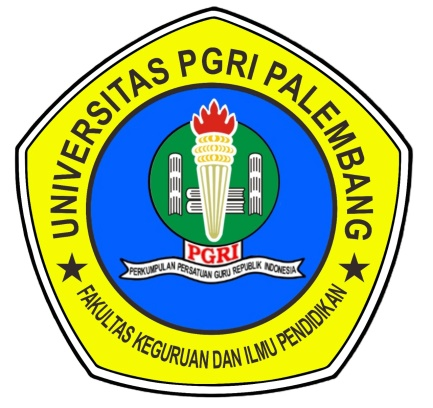 UNIVERSITAS PGRI PALEMBANG
PGRI
PERKUMPULAN PERSATUAN GURU REPUBLIK INDONESIA
FAKULTAS KEGURUAN DAN ILMU PENDIDIKAN